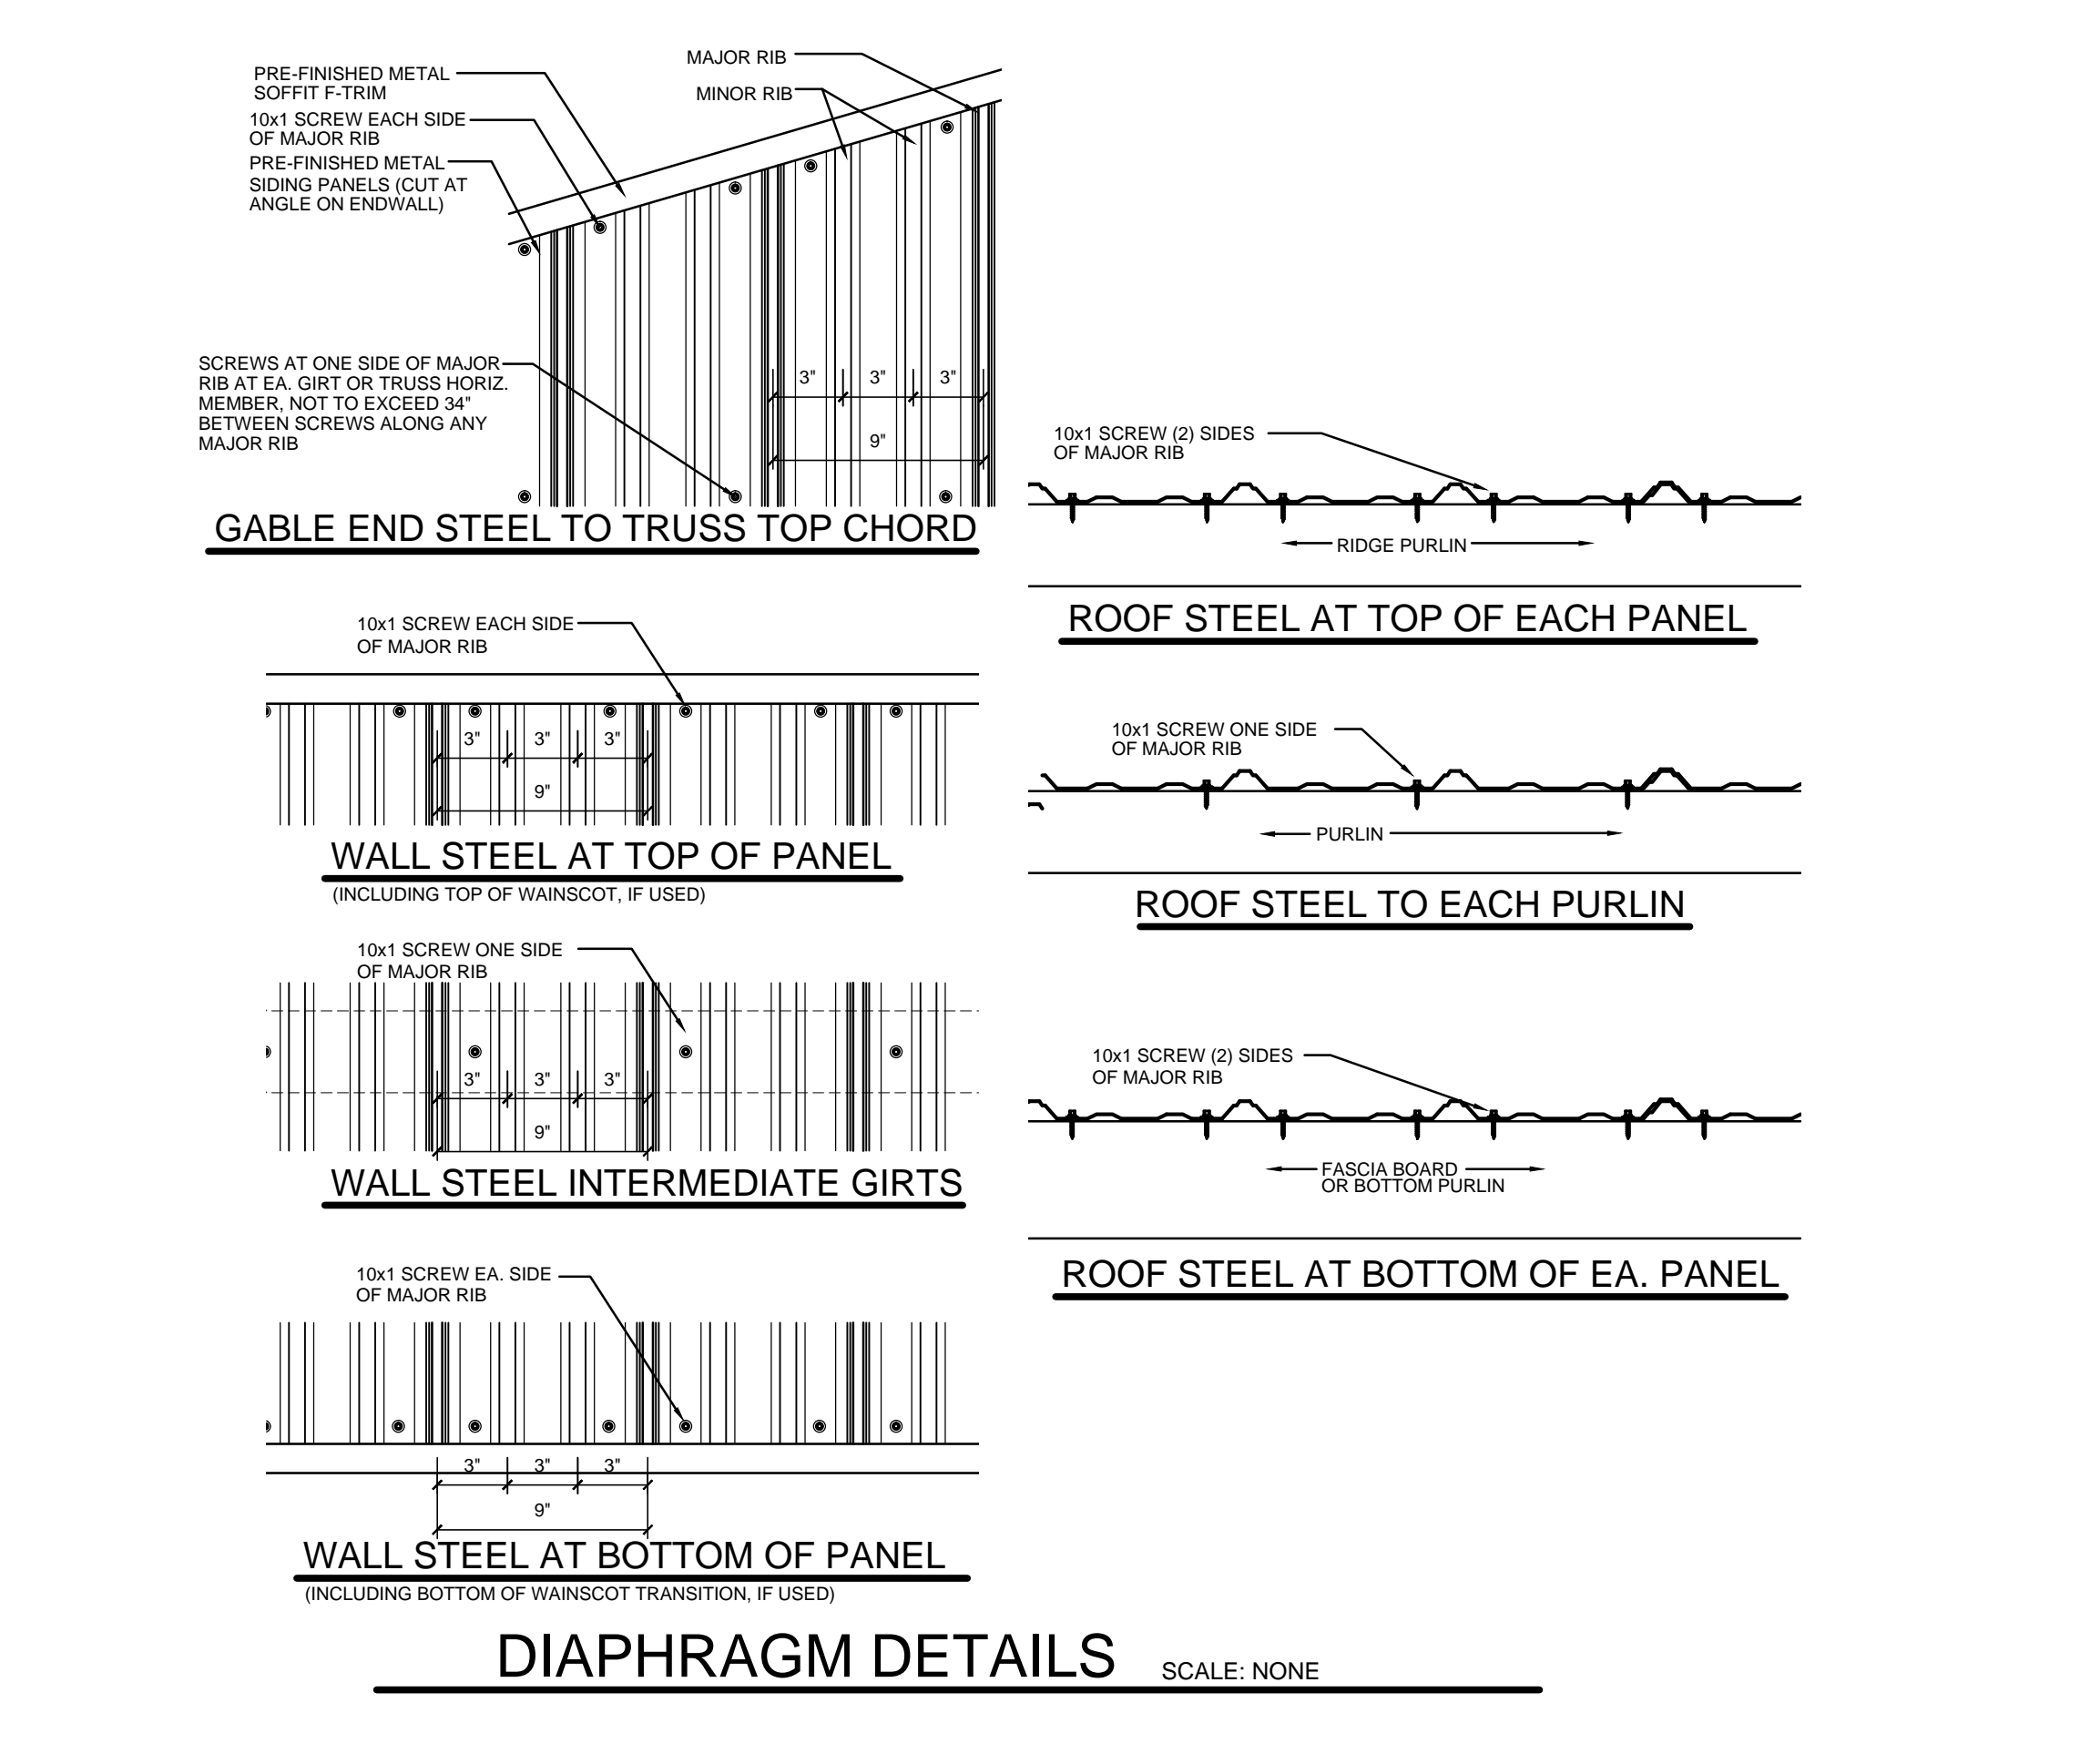 PRE-FINISHED METAL
SOFFIT F-TRIM
10x1 SCREW EACH SIDE
OF MAJOR RIB
PRE-FINISHED METAL
SIDING PANELS (CUT AT
ANGLE ON ENDWALL)
MAJOR RIB
MINOR RIB
SCREWS AT ONE SIDE OF MAJOR
RIB AT EA. GIRT OR TRUSS HORIZ.
MEMBER, NOT TO EXCEED 34"
BETWEEN SCREWS ALONG ANY
MAJOR RIB
3" 3" 3"
9"
GABLE END STEEL TO TRUSS TOP CHORD
10x1 SCREW EACH SIDE
OF MAJOR RIB
3" 3" 3"
9"
WALL STEEL AT TOP OF PANEL
(INCLUDING TOP OF WAINSCOT, IF USED)
10x1 SCREW ONE SIDE
OF MAJOR RIB
3" 3" 3"
9"
WALL STEEL INTERMEDIATE GIRTS
10x1 SCREW EA. SIDE
OF MAJOR RIB
3" 3" 3"
9"
WALL STEEL AT BOTTOM OF PANEL
(INCLUDING BOTTOM OF WAINSCOT TRANSITION, IF USED)
10x1 SCREW (2) SIDES
OF MAJOR RIB
RIDGE PURLIN
ROOF STEEL AT TOP OF EACH PANEL
10x1 SCREW ONE SIDE
OF MAJOR RIB
PURLIN
ROOF STEEL TO EACH PURLIN
10x1 SCREW (2) SIDES
OF MAJOR RIB
FASCIA BOARD
OR BOTTOM PURLIN
ROOF STEEL AT BOTTOM OF EA. PANEL
DIAPHRAGM DETAILS SCALE: NONE